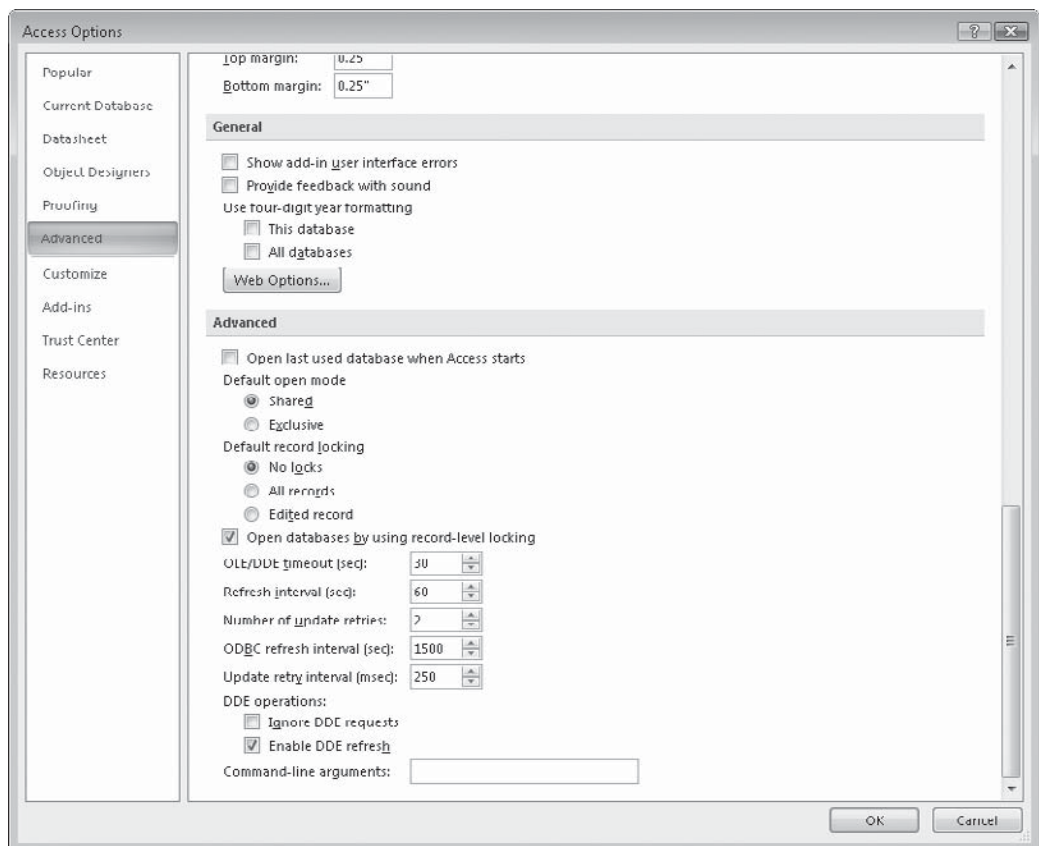 Access Options
Popular
Current Database
Datasheet
Object Designers
Proofing
Advanced
Customize
Add-ins
Trust Center
Resources
Top margin: 0.25
Bottom margin: 0.25"
General
Show add-in user interface errors
Provide feedback with sound
Use four-digit year formatting
This database
All databases
Web Options...
Advanced
Open last used database when Access starts
Default open mode
Shared
Exclusive
Default record locking
No locks
All records
Edited record
Open databases by using record-level locking
OLE/DDE timeout (sec): 30
Refresh interval (sec): 60
Number of update retries: 2
ODBC refresh interval (sec): 1500
Update retry interval (msec): 250
DDE operations:
Ignore DDE requests
Enable DDE refresh
Command-line arguments:
OK
Cancel